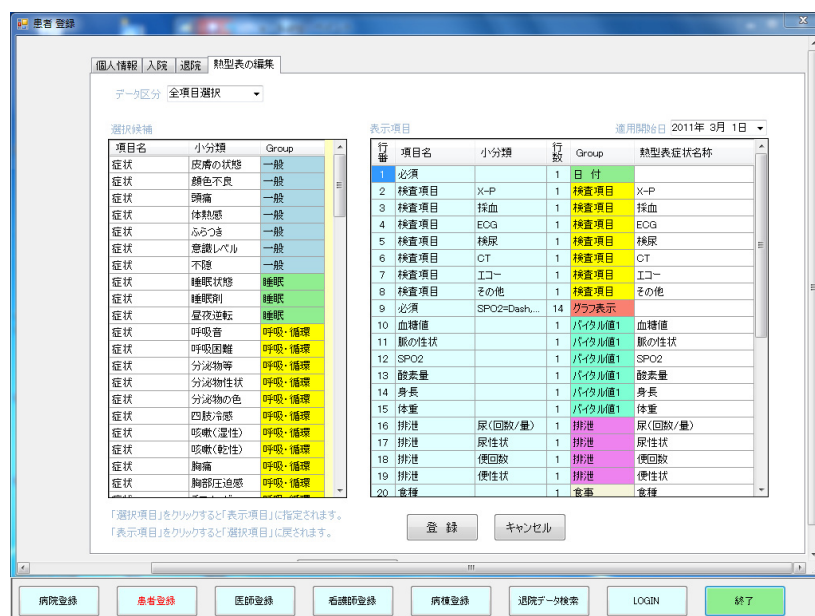 患者 登録
個人情報 入院 退院 熱型表の編集
データ区分 全項目選択
選択候補
項目名 小分類 Group
症状 皮膚の状態 一般
症状 顔色不良 一般
症状 頭痛 一般
症状 体熱感 一般
症状 ふらつき 一般
症状 意識レベル 一般
症状 不穏 一般
症状 睡眠状態 睡眠
症状 睡眠剤 睡眠
症状 昼夜逆転 睡眠
症状 呼吸音 呼吸・循環
症状 呼吸困難 呼吸・循環
症状 分泌物等 呼吸・循環
症状 分泌物性状 呼吸・循環
症状 分泌物の色 呼吸・循環
症状 四肢冷感 呼吸・循環
症状 咳嗽(湿性) 呼吸・循環
症状 咳嗽(乾性) 呼吸・循環
症状 胸痛 呼吸・循環
症状 胸部圧迫感 呼吸・循環
表示項目 適用開始日 2011年 3月 1日
行番 項目名 小分類 行数 Group 熱型表症状名称
1 必須 1 日 付
2 検査項目 X-P 1 検査項目 X-P
3 検査項目 採血 1 検査項目 採血
4 検査項目 ECG 1 検査項目 ECG
5 検査項目 検尿 1 検査項目 検尿
6 検査項目 CT 1 検査項目 CT
7 検査項目 エコー 1 検査項目 エコー
8 検査項目 その他 1 検査項目 その他
9 必須 SPO2=Dash,... 14 グラフ表示
10 血糖値 1 バイタル値1 血糖値
11 脈の性状 1 バイタル値1 脈の性状
12 SPO2 1 バイタル値1 SPO2
13 酸素量 1 バイタル値1 酸素量
14 身長 1 バイタル値1 身長
15 体重 1 バイタル値1 体重
16 排泄 尿(回数/量) 1 排泄 尿(回数/量)
17 排泄 尿性状 1 排泄 尿性状
18 排泄 便回数 1 排泄 便回数
19 排泄 便性状 1 排泄 便性状
20 食種 1 食事 食種
「選択項目」をクリックすると「表示項目」に指定されます。
「表示項目」をクリックすると「選択項目」に戻されます。
登 録 キャンセル
病院登録 患者登録 医師登録 看護師登録 病棟登録 退院データ検索 LOGIN 終了